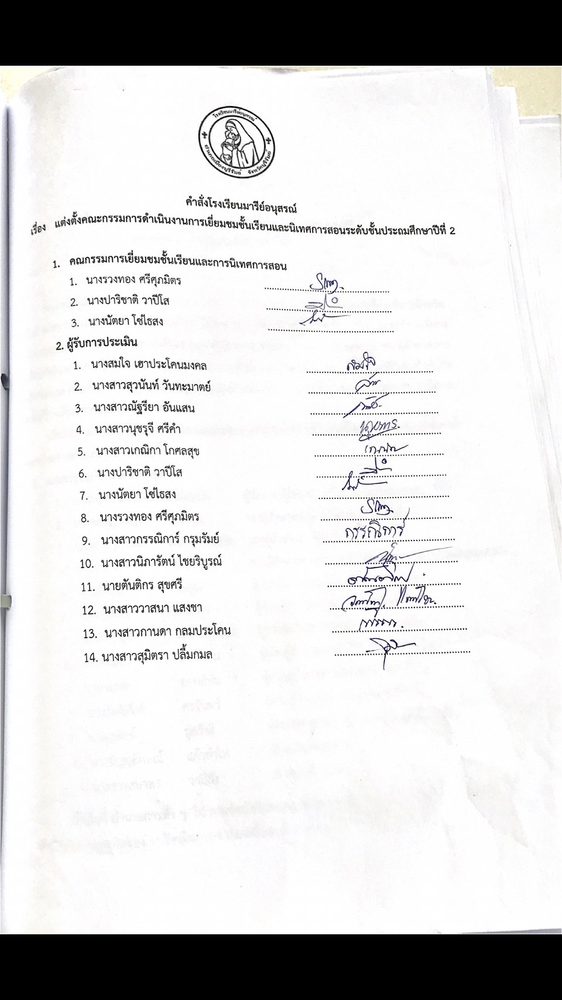 โรงเรียนมารีย์อนุสรณ์
อำเภอเมืองบุรีรัมย์ จังหวัดบุรีรัมย์
คำสั่งโรงเรียนมารีย์อนุสรณ์
เรื่อง แต่งตั้งคณะกรรมการดำเนินงานการเยี่ยมชมชั้นเรียนและนิเทศการสอนระดับชั้นประถมศึกษาปีที่ 2
1. คณกรรมการเยี่ยมชมชั้นเรียนและการนิเทศการสอน
1. นางรวงทอง ศรีศุภมิตร
2. นางปาริชาติ วาปีโส
3. นางนัตยา โซ่ไธสง
2. ผู้รับการประเมิน
1. นางสมใจ เฮาประโคนมงคล สมใจ
2. นางสาวสุวนันท์ วันทะมาตย์
3. นางสาวณัฐรียา อันแสน
4. นางสาวนุชรุจี ศรีคำ
5. นางสาวเกณิกา โกศลสุข
6. นางปาริชาติ วาปีโส
7. นางนัตยา โซ่ไธสง
8. นางรวงทอง ศรีศุภมิตร
9. นางสาวกรรณิการ์ กรุมรัมย์ กรรณิการ์
10. นางสาวนิภารัตน์ ไชยริบูรณ์
11. นายตันติกร สุขศรี
12. นางสาววาสนา แสงชา
13. นางสาวกานดา กลมประโคน
14. นางสาวสุมิตรา ปลื้มกมล